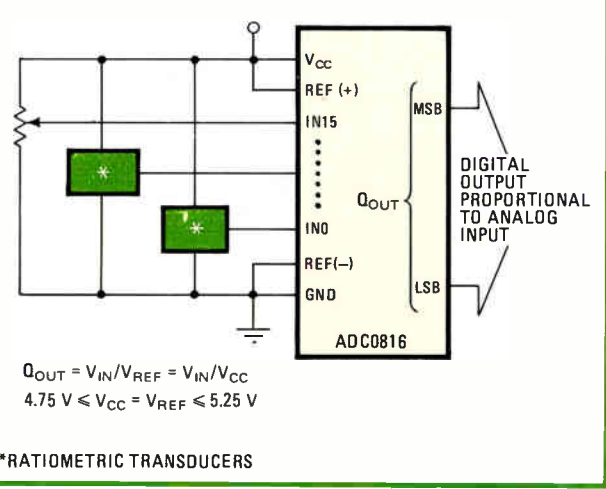 VCC
REF (+)
IN15
MSB
*
DIGITAL
OUTPUT
PROPORTIONAL
TO ANALOG
INPUT
QOUT
*
IN0
REF(–)
LSB
GND
ADC0816
QOUT = VIN/VREF = VIN/VCC
4.75 V ⩽ VCC = VREF ⩽ 5.25 V
*RATIOMETRIC TRANSDUCERS